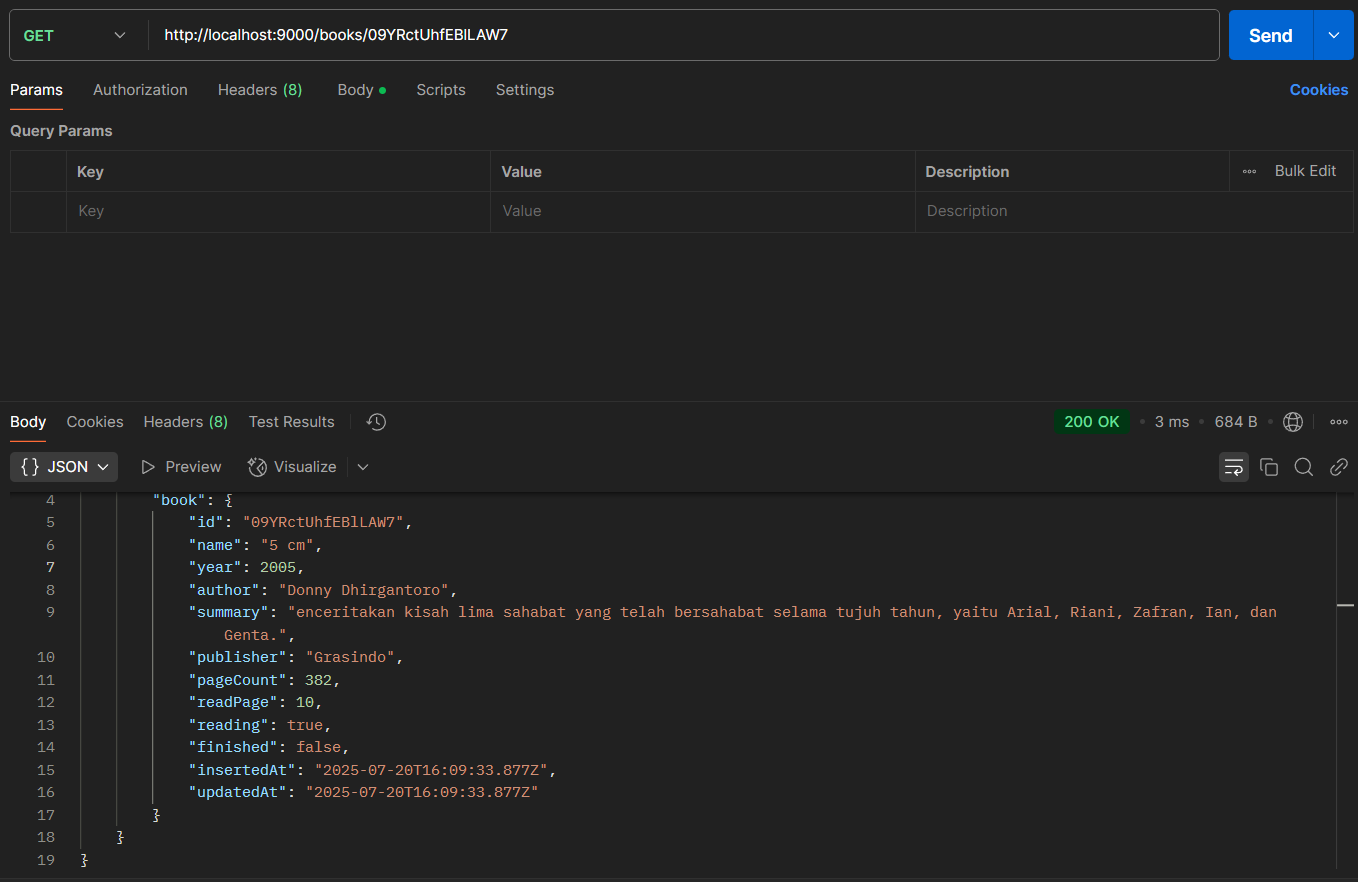 GET http://localhost:9000/books/09YRctUhfEBlLAW7 Send
Params Authorization Headers (8) Body Scripts Settings Cookies
Query Params
Key Value Description Bulk Edit
Key Value Description
Body Cookies Headers (8) Test Results 200 OK 3 ms 684 B
{} JSON Preview Visualize
4 "book": {
5 "id": "09YRctUhfEBlLAW7",
6 "name": "5 cm",
7 "year": 2005,
8 "author": "Donny Dhirgantoro",
9 "summary": "enceritakan kisah lima sahabat yang telah bersahabat selama tujuh tahun, yaitu Arial, Riani, Zafran, Ian, dan
Genta.",
10 "publisher": "Grasindo",
11 "pageCount": 382,
12 "readPage": 10,
13 "reading": true,
14 "finished": false,
15 "insertedAt": "2025-07-20T16:09:33.877Z",
16 "updatedAt": "2025-07-20T16:09:33.877Z"
17 }
18 }
19 }